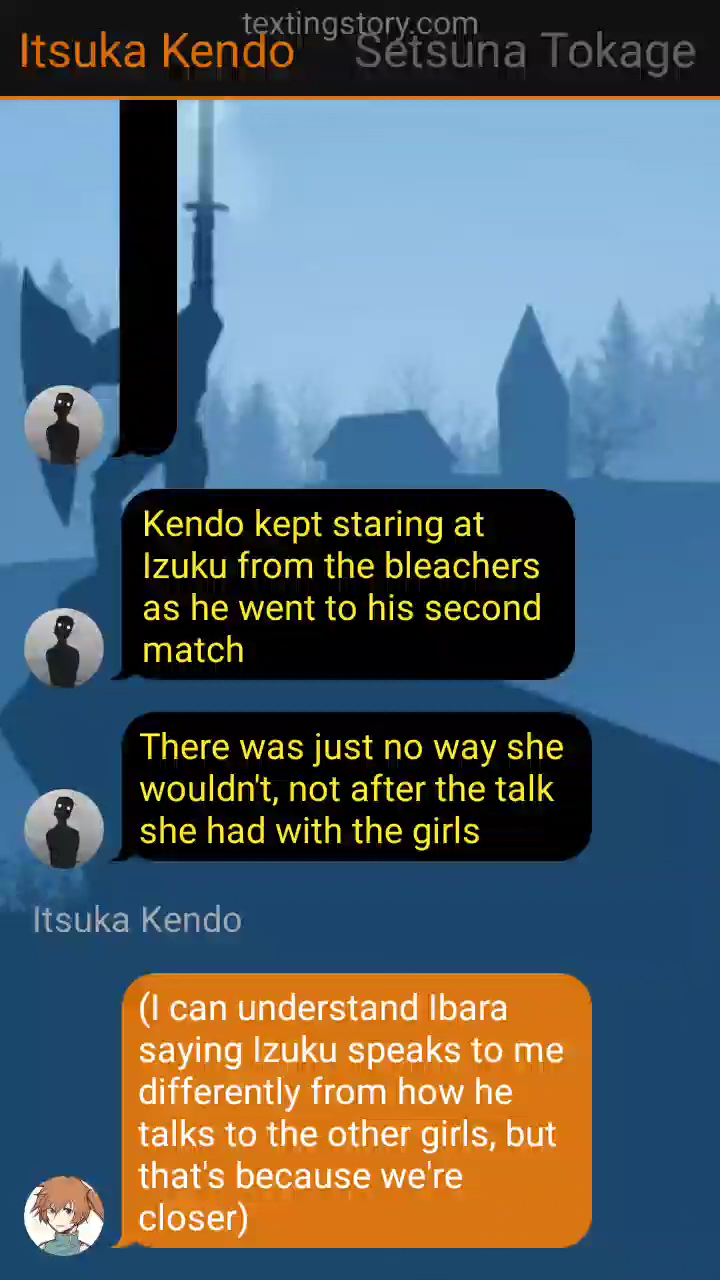 textingstory.com
Itsuka Kendo
Setsuna Tokage
Kendo kept staring at
Izuku from the bleachers
as he went to his second
match
There was just no way she
wouldn't, not after the talk
she had with the girls
Itsuka Kendo
(I can understand Ibara
saying Izuku speaks to me
differently from how he
talks to the other girls, but
that's because we're
closer)